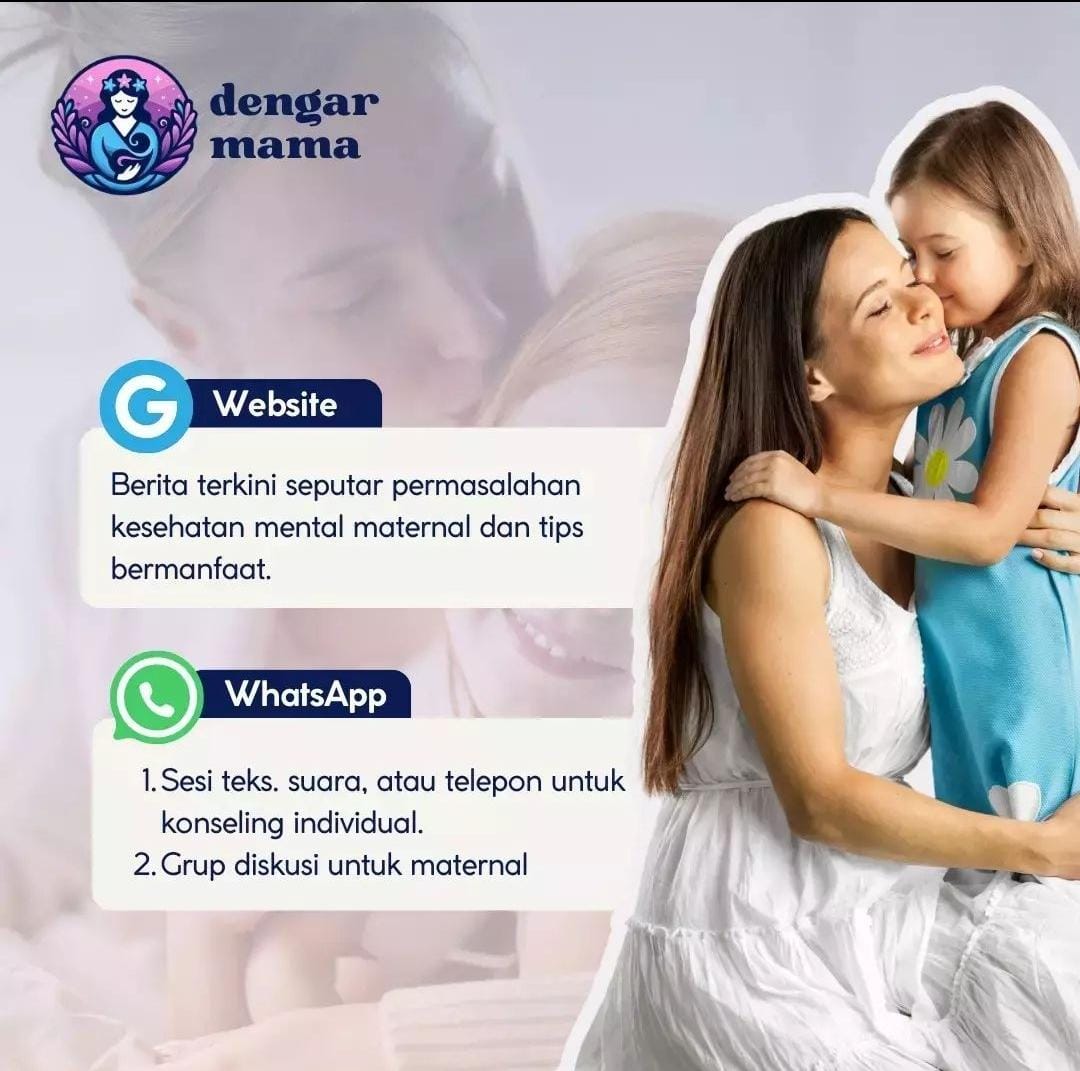 dengar
mama
G Website
Berita terkini seputar permasalahan
kesehatan mental maternal dan tips
bermanfaat.
WhatsApp
1. Sesi teks. suara, atau telepon untuk
konseling individual.
2. Grup diskusi untuk maternal